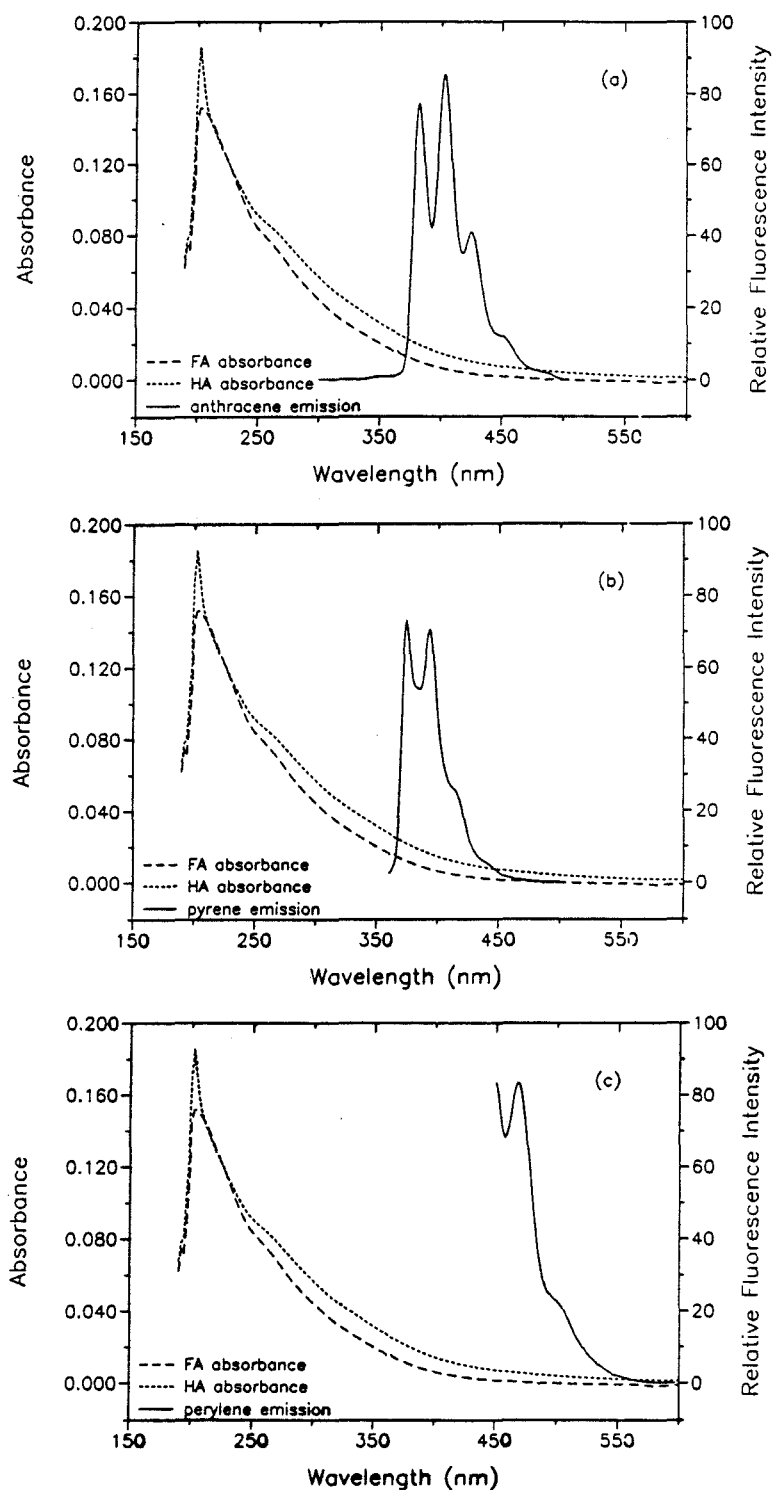 0.200
0.160
0.120
0.080
0.040
0.000
Absorbance
100
80
60
40
20
0
Relative Fluorescence Intensity
(a)
FA absorbance
HA absorbance
anthracene emission
150
250
350
450
550
Wavelength (nm)
0.200
0.160
0.120
0.080
0.040
0.000
Absorbance
100
80
60
40
20
0
Relative Fluorescence Intensity
(b)
FA absorbance
HA absorbance
pyrene emission
150
250
350
450
550
Wavelength (nm)
0.200
0.160
0.120
0.080
0.040
0.000
Absorbance
100
80
60
40
20
0
Relative Fluorescence Intensity
(c)
FA absorbance
HA absorbance
perylene emission
150
250
350
450
550
Wavelength (nm)